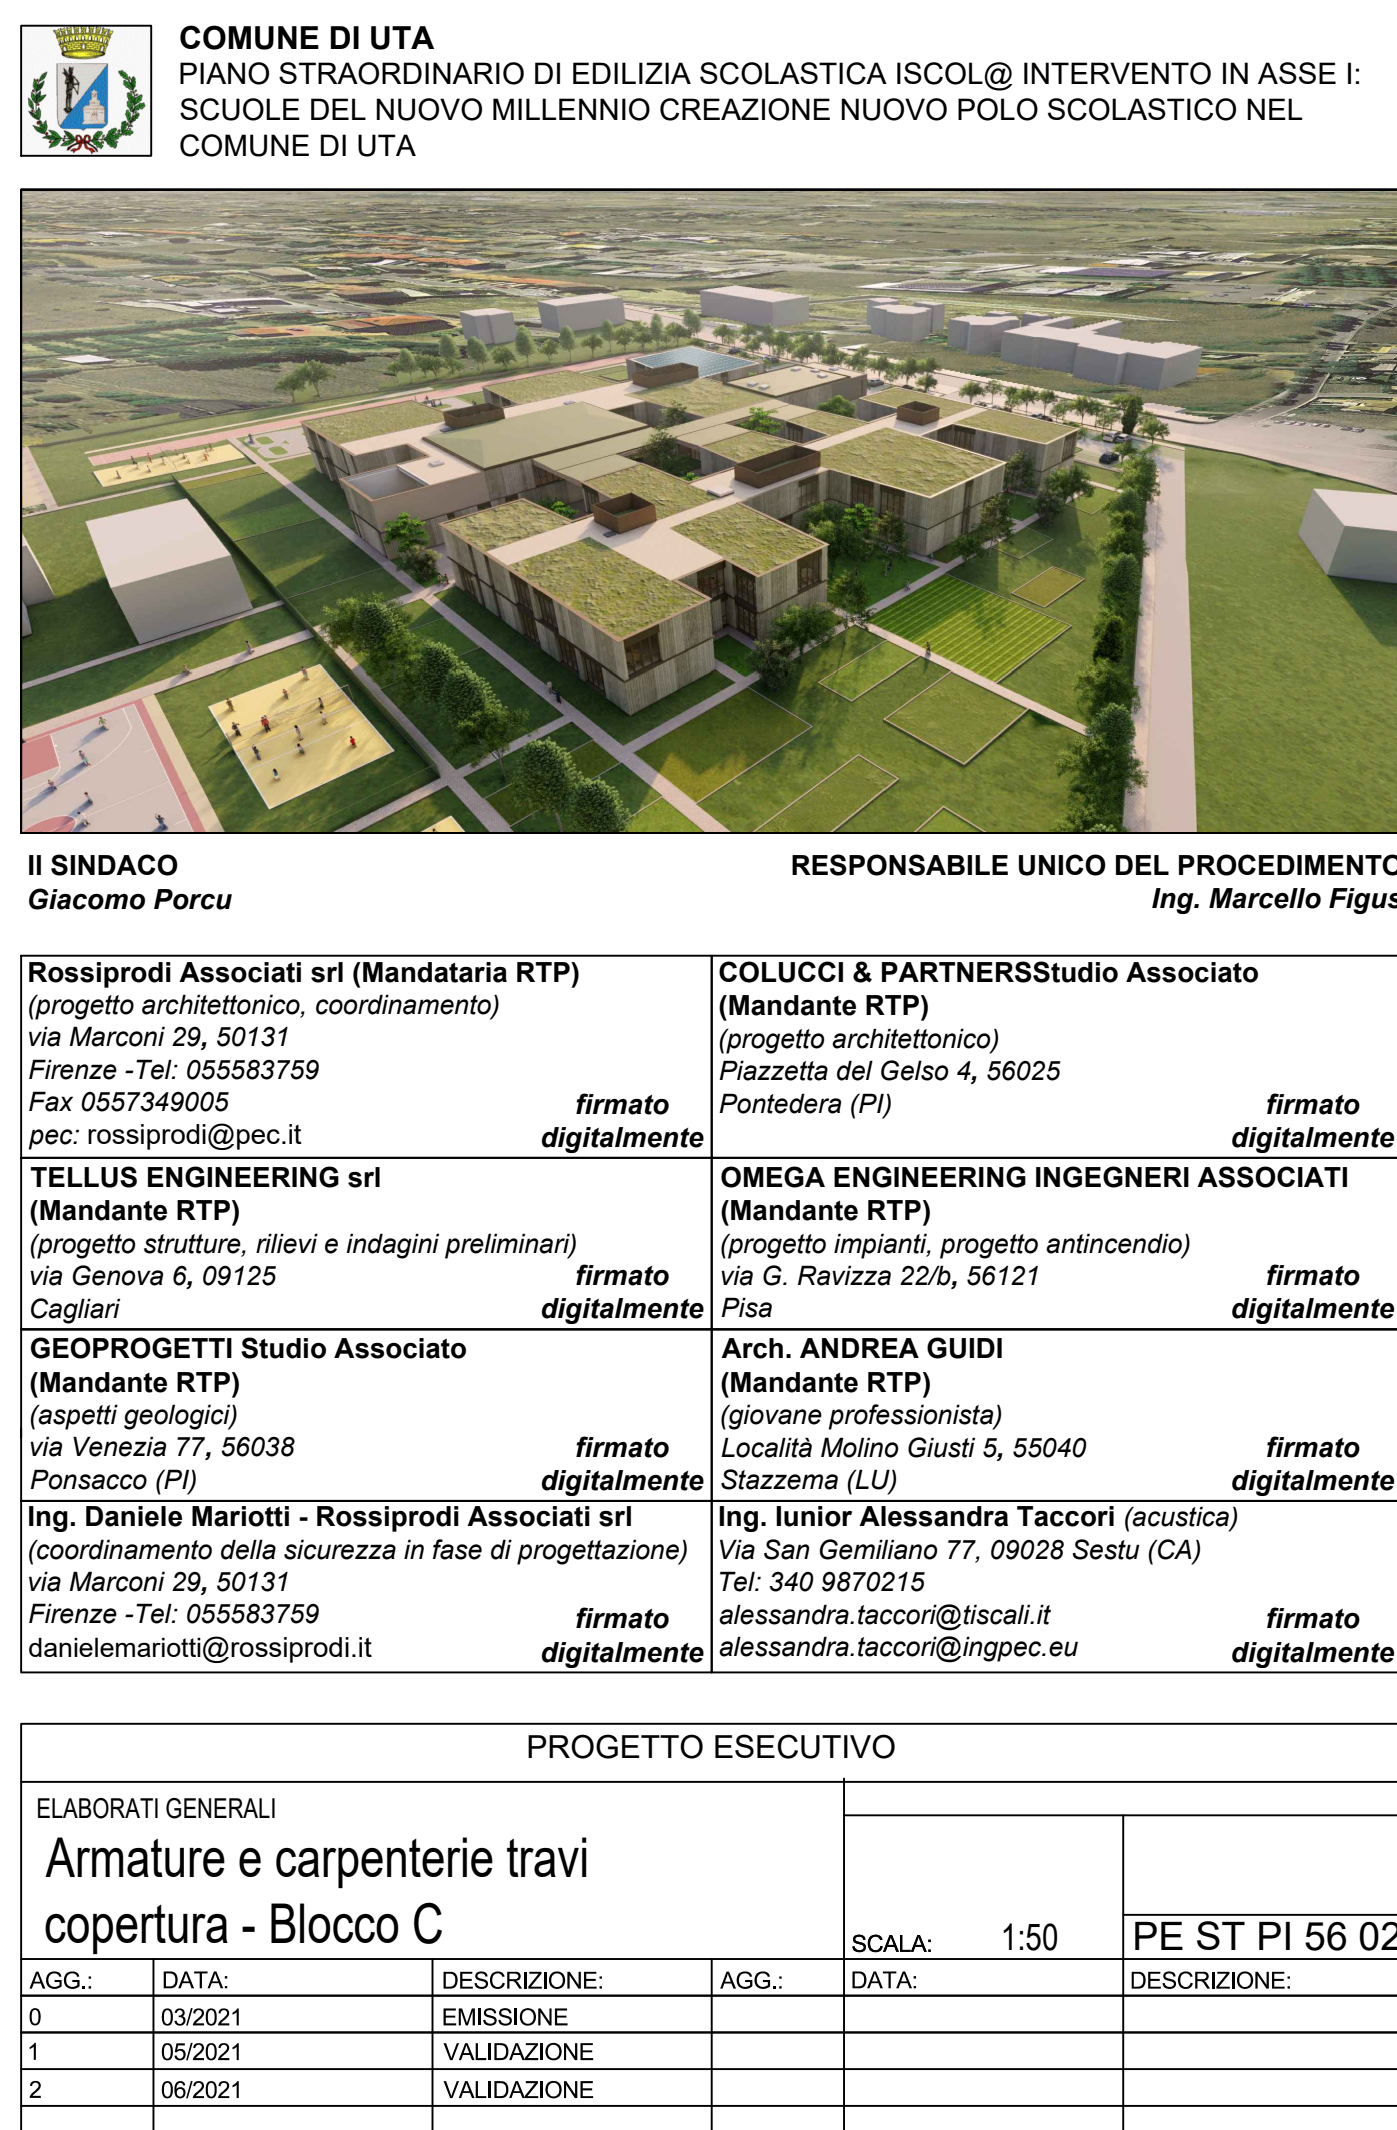 COMUNE DI UTA
PIANO STRAORDINARIO DI EDILIZIA SCOLASTICA ISCOL@ INTERVENTO IN ASSE I:
SCUOLE DEL NUOVO MILLENNIO CREAZIONE NUOVO POLO SCOLASTICO NEL
COMUNE DI UTA
Il SINDACO
Giacomo Porcu
RESPONSABILE UNICO DEL PROCEDIMENTO
Ing. Marcello Figus
Rossiprodi Associati srl (Mandataria RTP)
(progetto architettonico, coordinamento)
via Marconi 29, 50131
Firenze -Tel: 055583759
Fax 0557349005
pec: rossiprodi@pec.it
firmato
digitalmente
COLUCCI & PARTNERSStudio Associato
(Mandante RTP)
(progetto architettonico)
Piazzetta del Gelso 4, 56025
Pontedera (PI)
firmato
digitalmente
TELLUS ENGINEERING srl
(Mandante RTP)
(progetto strutture, rilievi e indagini preliminari)
via Genova 6, 09125
Cagliari
firmato
digitalmente
OMEGA ENGINEERING INGEGNERI ASSOCIATI
(Mandante RTP)
(progetto impianti, progetto antincendio)
via G. Ravizza 22/b, 56121
Pisa
firmato
digitalmente
GEOPROGETTI Studio Associato
(Mandante RTP)
(aspetti geologici)
via Venezia 77, 56038
Ponsacco (PI)
firmato
digitalmente
Arch. ANDREA GUIDI
(Mandante RTP)
(giovane professionista)
Località Molino Giusti 5, 55040
Stazzema (LU)
firmato
digitalmente
Ing. Daniele Mariotti - Rossiprodi Associati srl
(coordinamento della sicurezza in fase di progettazione)
via Marconi 29, 50131
Firenze -Tel: 055583759
danielemariotti@rossiprodi.it
firmato
digitalmente
Ing. Iunior Alessandra Taccori (acustica)
Via San Gemiliano 77, 09028 Sestu (CA)
Tel: 340 9870215
alessandra.taccori@tiscali.it
alessandra.taccori@ingpec.eu
firmato
digitalmente
PROGETTO ESECUTIVO
ELABORATI GENERALI
Armature e carpenterie travi
copertura - Blocco C
SCALA: 1:50
PE ST PI 56 02
AGG.: DATA: DESCRIZIONE: AGG.: DATA: DESCRIZIONE:
0 03/2021 EMISSIONE
1 05/2021 VALIDAZIONE
2 06/2021 VALIDAZIONE